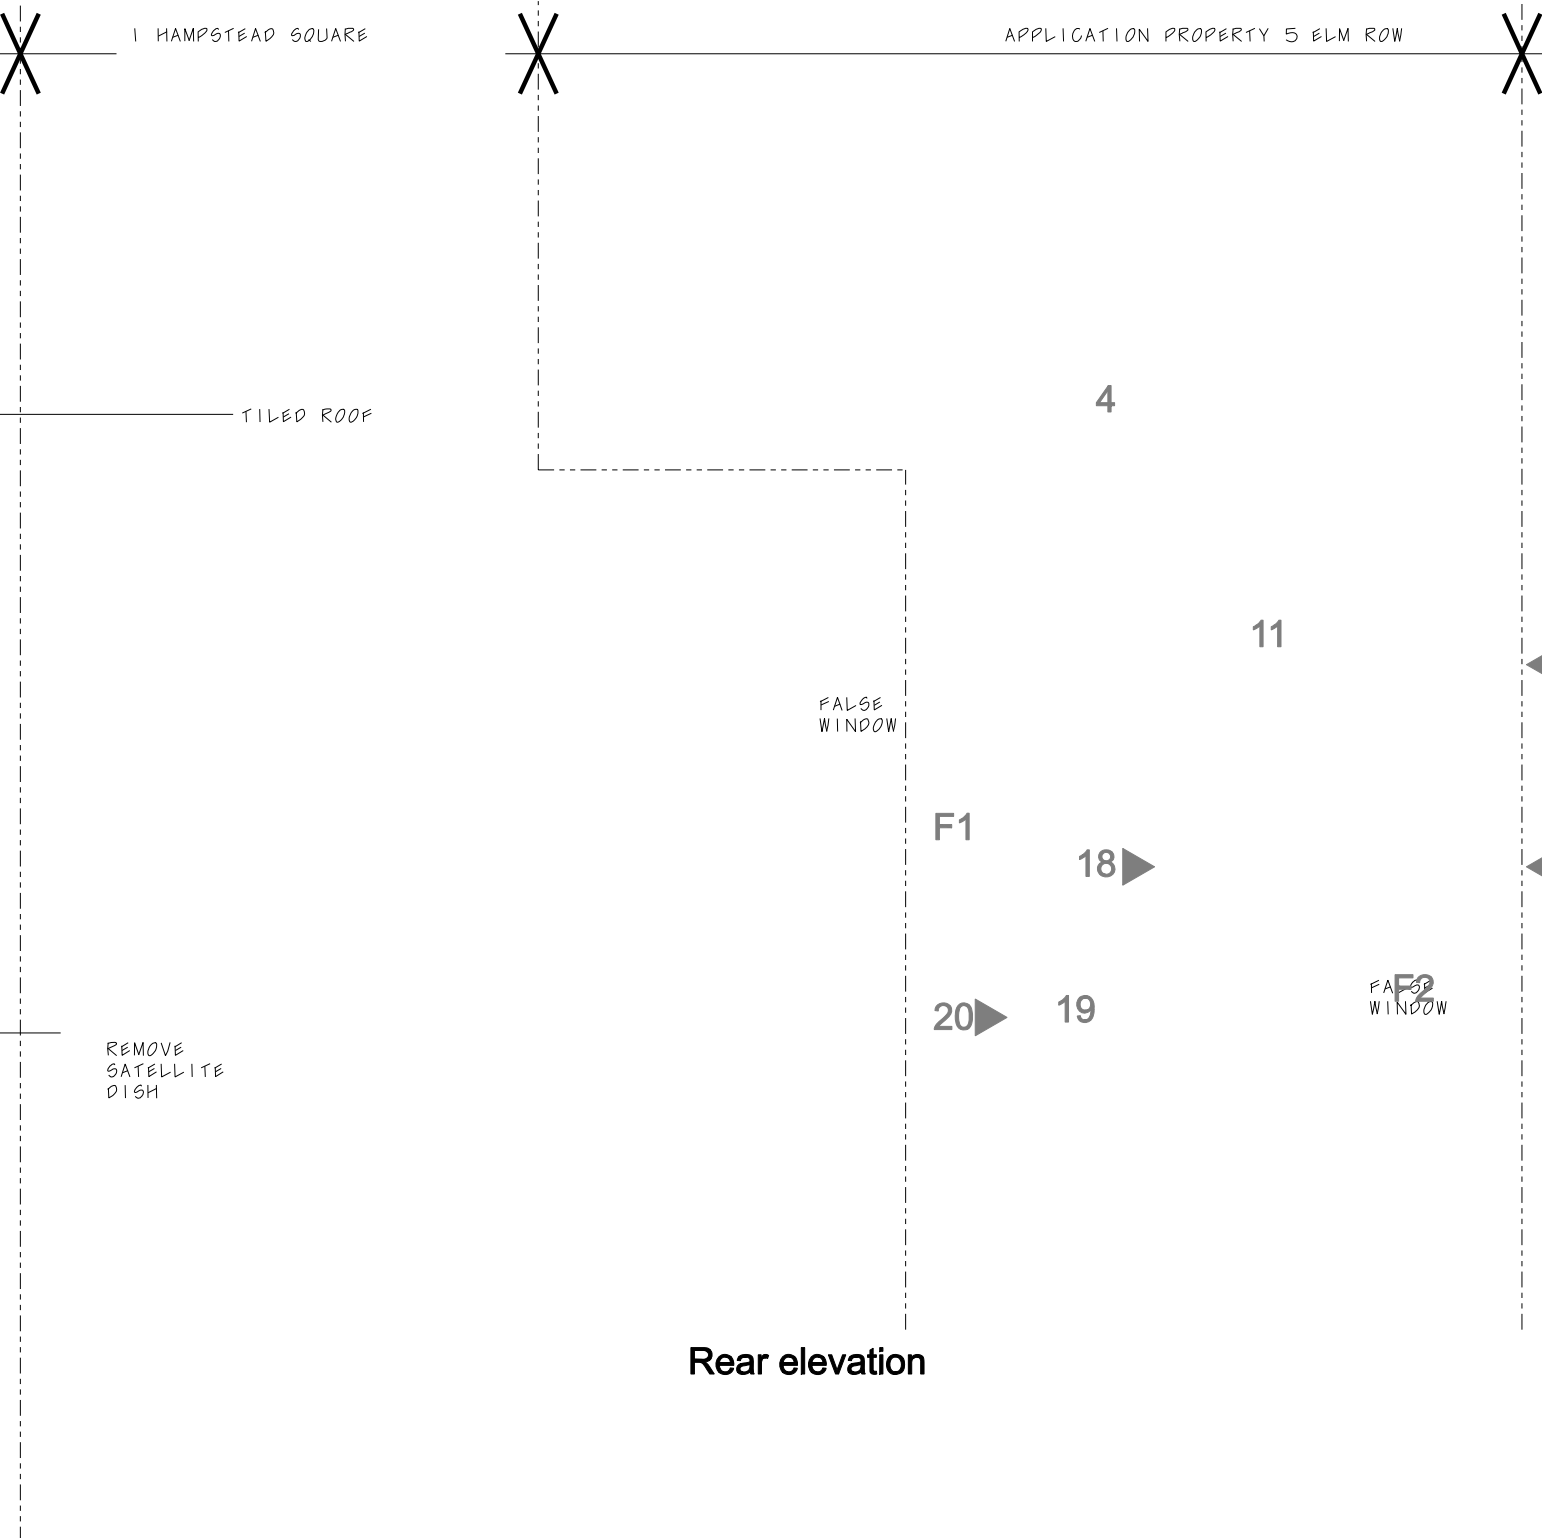 1 HAMPSTEAD SQUARE
APPLICATION PROPERTY 5 ELM ROW
4
TILED ROOF
11
FALSE
WINDOW
F1
18
F2
FALSE
WINDOW
20
19
REMOVE
SATELLITE
DISH
Rear elevation